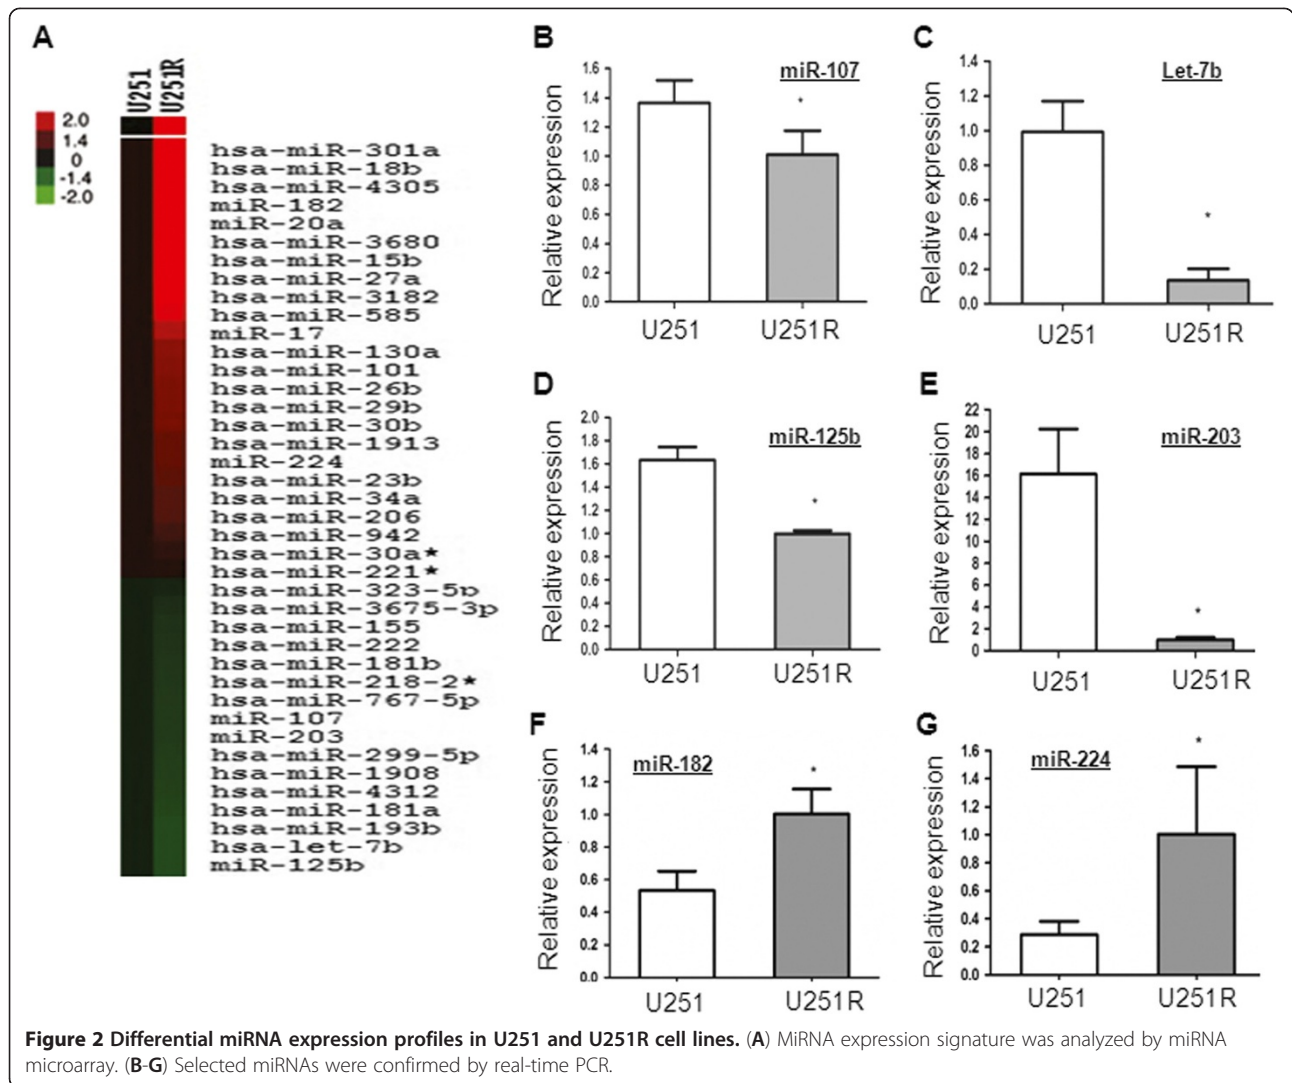 A
U251
U251R
2.0
1.4
0
-1.4
-2.0
hsa-miR-301a
hsa-miR-18b
hsa-miR-4305
miR-182
miR-20a
hsa-miR-3680
hsa-miR-15b
hsa-miR-27a
hsa-miR-3182
hsa-miR-585
miR-17
hsa-miR-130a
hsa-miR-101
hsa-miR-26b
hsa-miR-29b
hsa-miR-30b
hsa-miR-1913
miR-224
hsa-miR-23b
hsa-miR-34a
hsa-miR-206
hsa-miR-942
hsa-miR-30a*
hsa-miR-221*
hsa-miR-323-5p
hsa-miR-3675-3p
hsa-miR-155
hsa-miR-222
hsa-miR-181b
hsa-miR-218-2*
hsa-miR-767-5p
miR-107
miR-203
hsa-miR-299-5p
hsa-miR-1908
hsa-miR-4312
hsa-miR-181a
hsa-miR-193b
hsa-let-7b
miR-125b
B
miR-107
Relative expression
1.6
1.4
1.2
1.0
0.8
0.6
0.4
0.2
0.0
*
U251 U251R
C
Let-7b
Relative expression
1.4
1.2
1.0
0.8
0.6
0.4
0.2
0.0
*
U251 U251R
D
miR-125b
Relative expression
2.0
1.8
1.6
1.4
1.2
1.0
0.8
0.6
0.4
0.2
0.0
*
U251 U251R
E
miR-203
Relative expression
22
20
18
16
14
12
10
8
6
4
2
0
*
U251 U251R
F
miR-182
Relative expression
1.4
1.2
1.0
0.8
0.6
0.4
0.2
0.0
*
U251 U251R
G
miR-224
Relative expression
1.6
1.4
1.2
1.0
0.8
0.6
0.4
0.2
0.0
*
U251 U251R
Figure 2 Differential miRNA expression profiles in U251 and U251R cell lines. (A) MiRNA expression signature was analyzed by miRNA
microarray. (B-G) Selected miRNAs were confirmed by real-time PCR.